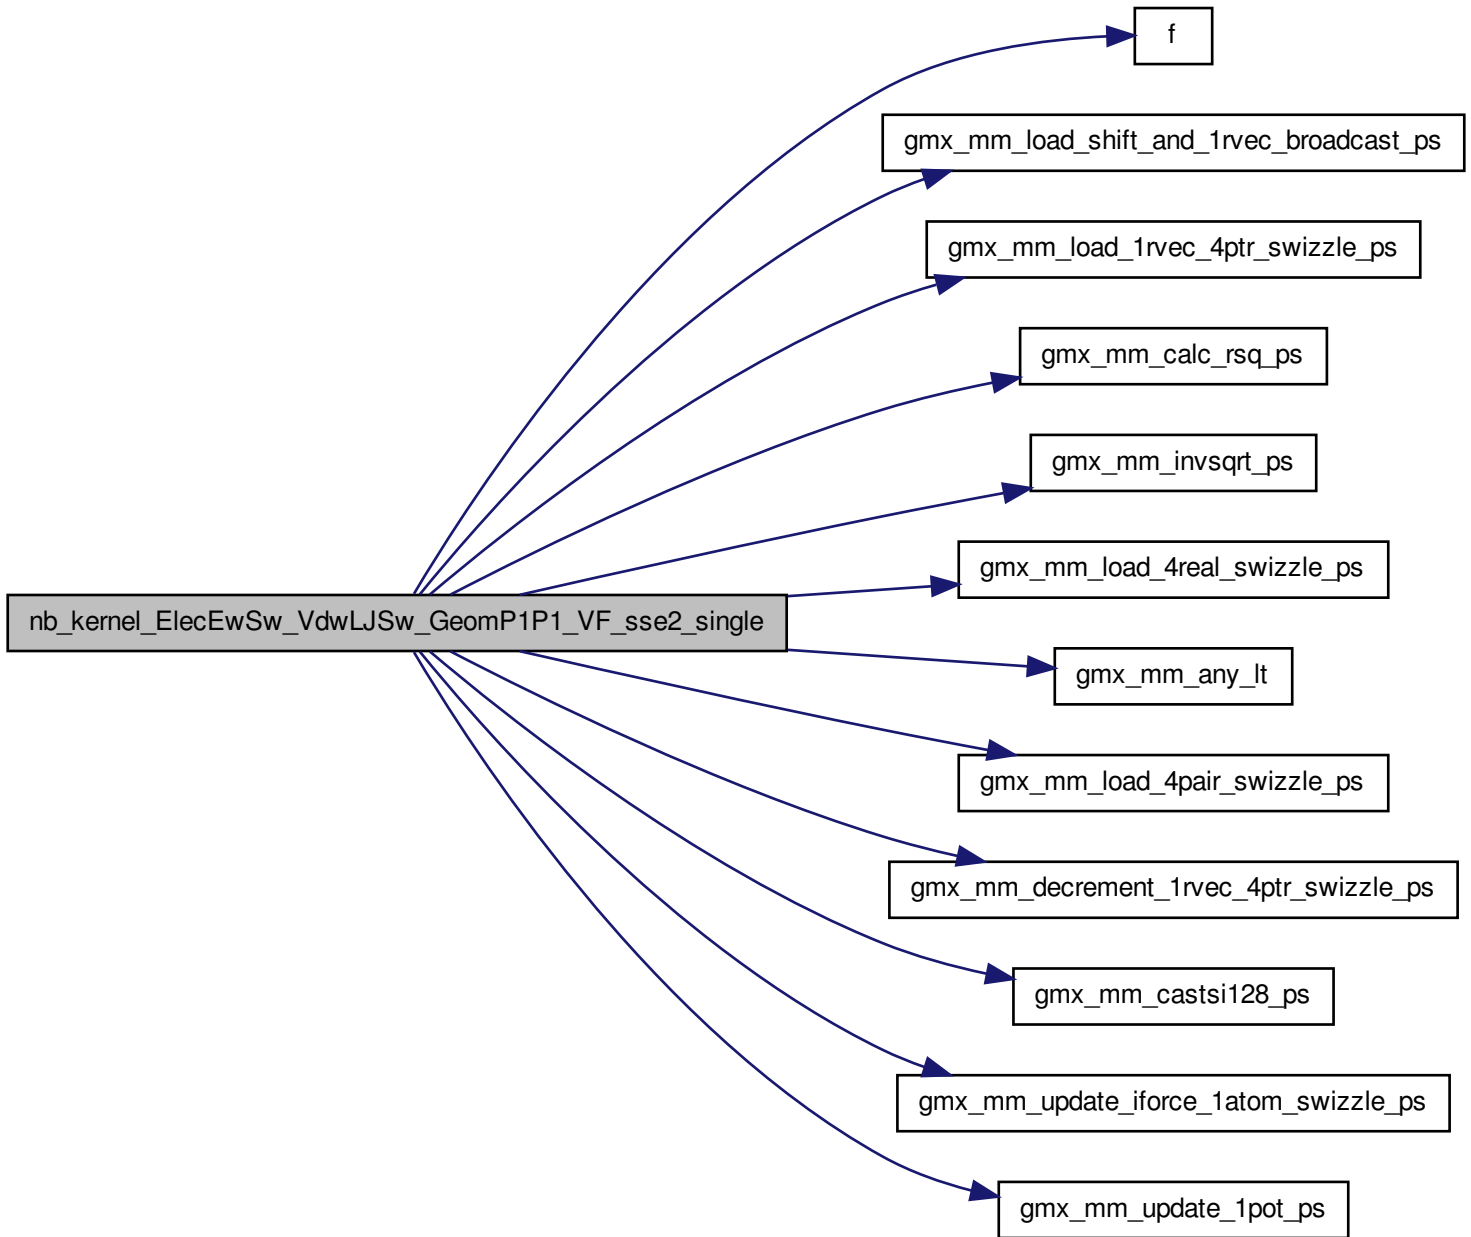 f
gmx_mm_load_shift_and_1rvec_broadcast_ps
gmx_mm_load_1rvec_4ptr_swizzle_ps
gmx_mm_calc_rsq_ps
gmx_mm_invsqrt_ps
gmx_mm_load_4real_swizzle_ps
nb_kernel_ElecEwSw_VdwLJSw_GeomP1P1_VF_sse2_single
gmx_mm_any_lt
gmx_mm_load_4pair_swizzle_ps
gmx_mm_decrement_1rvec_4ptr_swizzle_ps
gmx_mm_castsi128_ps
gmx_mm_update_iforce_1atom_swizzle_ps
gmx_mm_update_1pot_ps